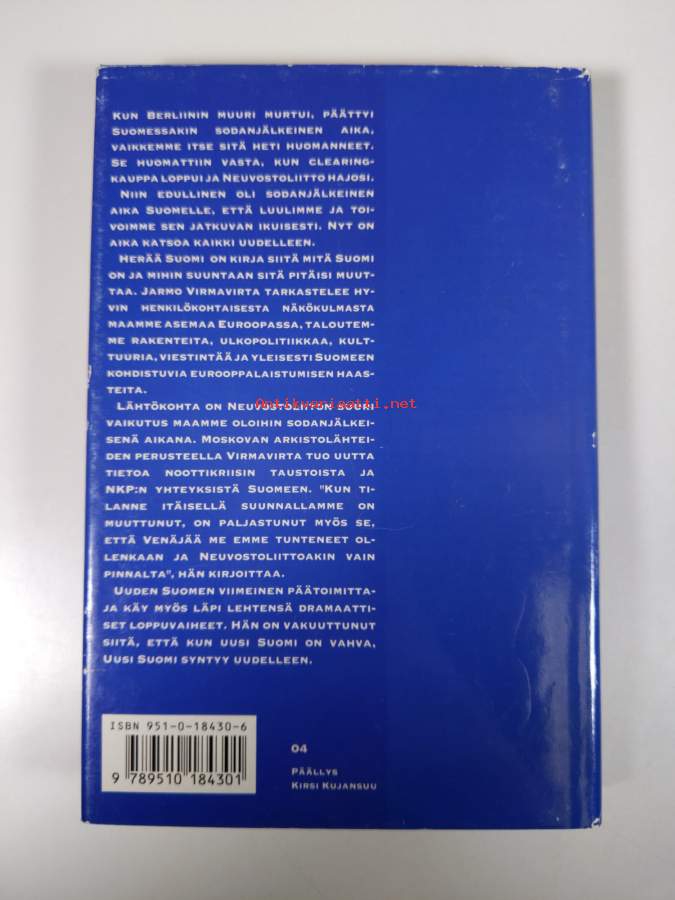 Kun Berliinin muuri murtui, päättyi
Suomessakin sodanjälkeinen aika,
vaikkemme itse sitä heti huomanneet.
Se huomattiin vasta, kun clearing-
kauppa loppui ja Neuvostoliitto hajosi.
Niin edullinen oli sodanjälkeinen
aika Suomelle, että luulimme ja toi-
voimme sen jatkuvan ikuisesti. Nyt on
aika katsoa kaikki uudelleen.
Herää Suomi on kirja siitä mitä Suomi
on ja mihin suuntaan sitä pitäisi muut-
taa. Jarmo Virmavirta tarkastelee hy-
vin henkilökohtaisesta näkökulmasta
maamme asemaa Euroopassa, taloutem-
me rakenteita, ulkopolitiikkaa, kult-
tuuria, viestintää ja yleisesti Suomeen
kohdistuvia eurooppalaistumisen haas-
teita.
Antikvariaatti.net
Lähtökohta on Neuvostoliiton suuri
vaikutus maamme oloihin sodanjälkei-
senä aikana. Moskovan arkistolähtei-
den perusteella Virmavirta tuo uutta
tietoa noottikriisin taustoista ja
NKP:n yhteyksistä Suomeen. "Kun ti-
lanne itäisellä suunnallamme on
muuttunut, on paljastunut myös se,
että Venäjää me emme tunteneet ol-
lenkaan ja Neuvostoliittoakin vain
pinnalta", hän kirjoittaa.
Uuden Suomen viimeinen päätoimitta-
ja käy myös läpi lehtensä dramaatti-
set loppuvaiheet. Hän on vakuuttunut
siitä, että kun uusi Suomi on vahva,
Uusi Suomi syntyy uudelleen.
ISBN 951-0-18430-6
9 789510 184301
04
Päällys
Kirsi Kujansuu